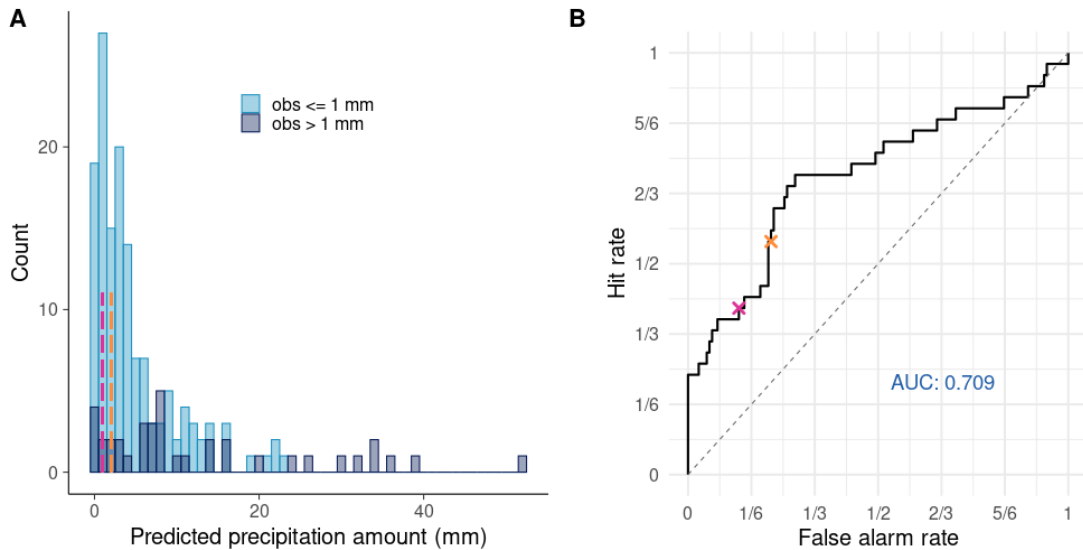 A
Count
20
10
0
obs <= 1 mm
obs > 1 mm
0
20
40
Predicted precipitation amount (mm)
B
Hit rate
1
5/6
2/3
1/2
1/3
1/6
0
AUC: 0.709
0
1/6
1/3
1/2
2/3
5/6
1
False alarm rate